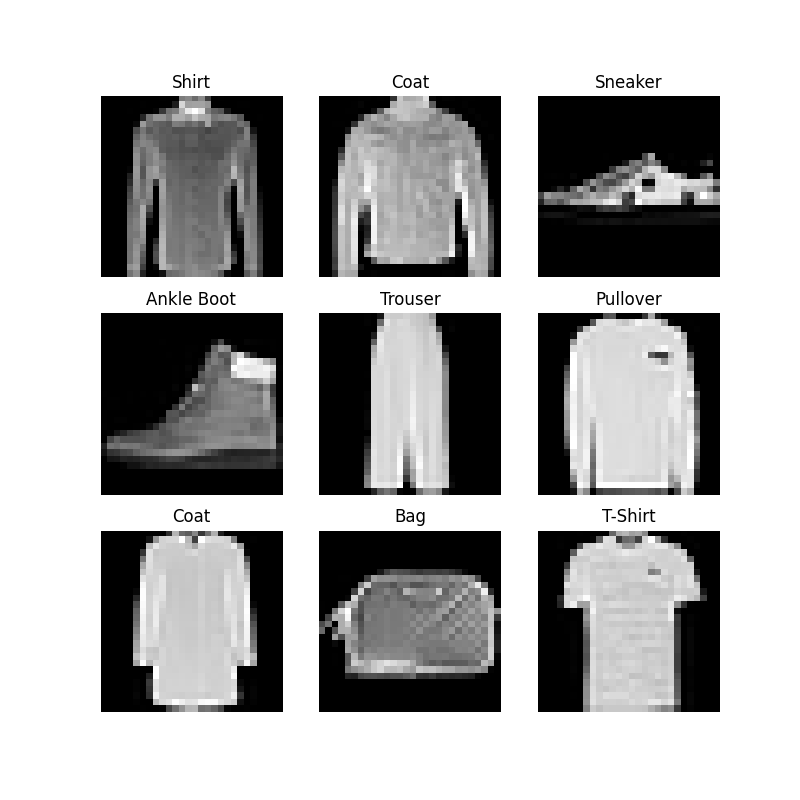 Shirt
Coat
Sneaker
Ankle Boot
Trouser
Pullover
Coat
Bag
T-Shirt